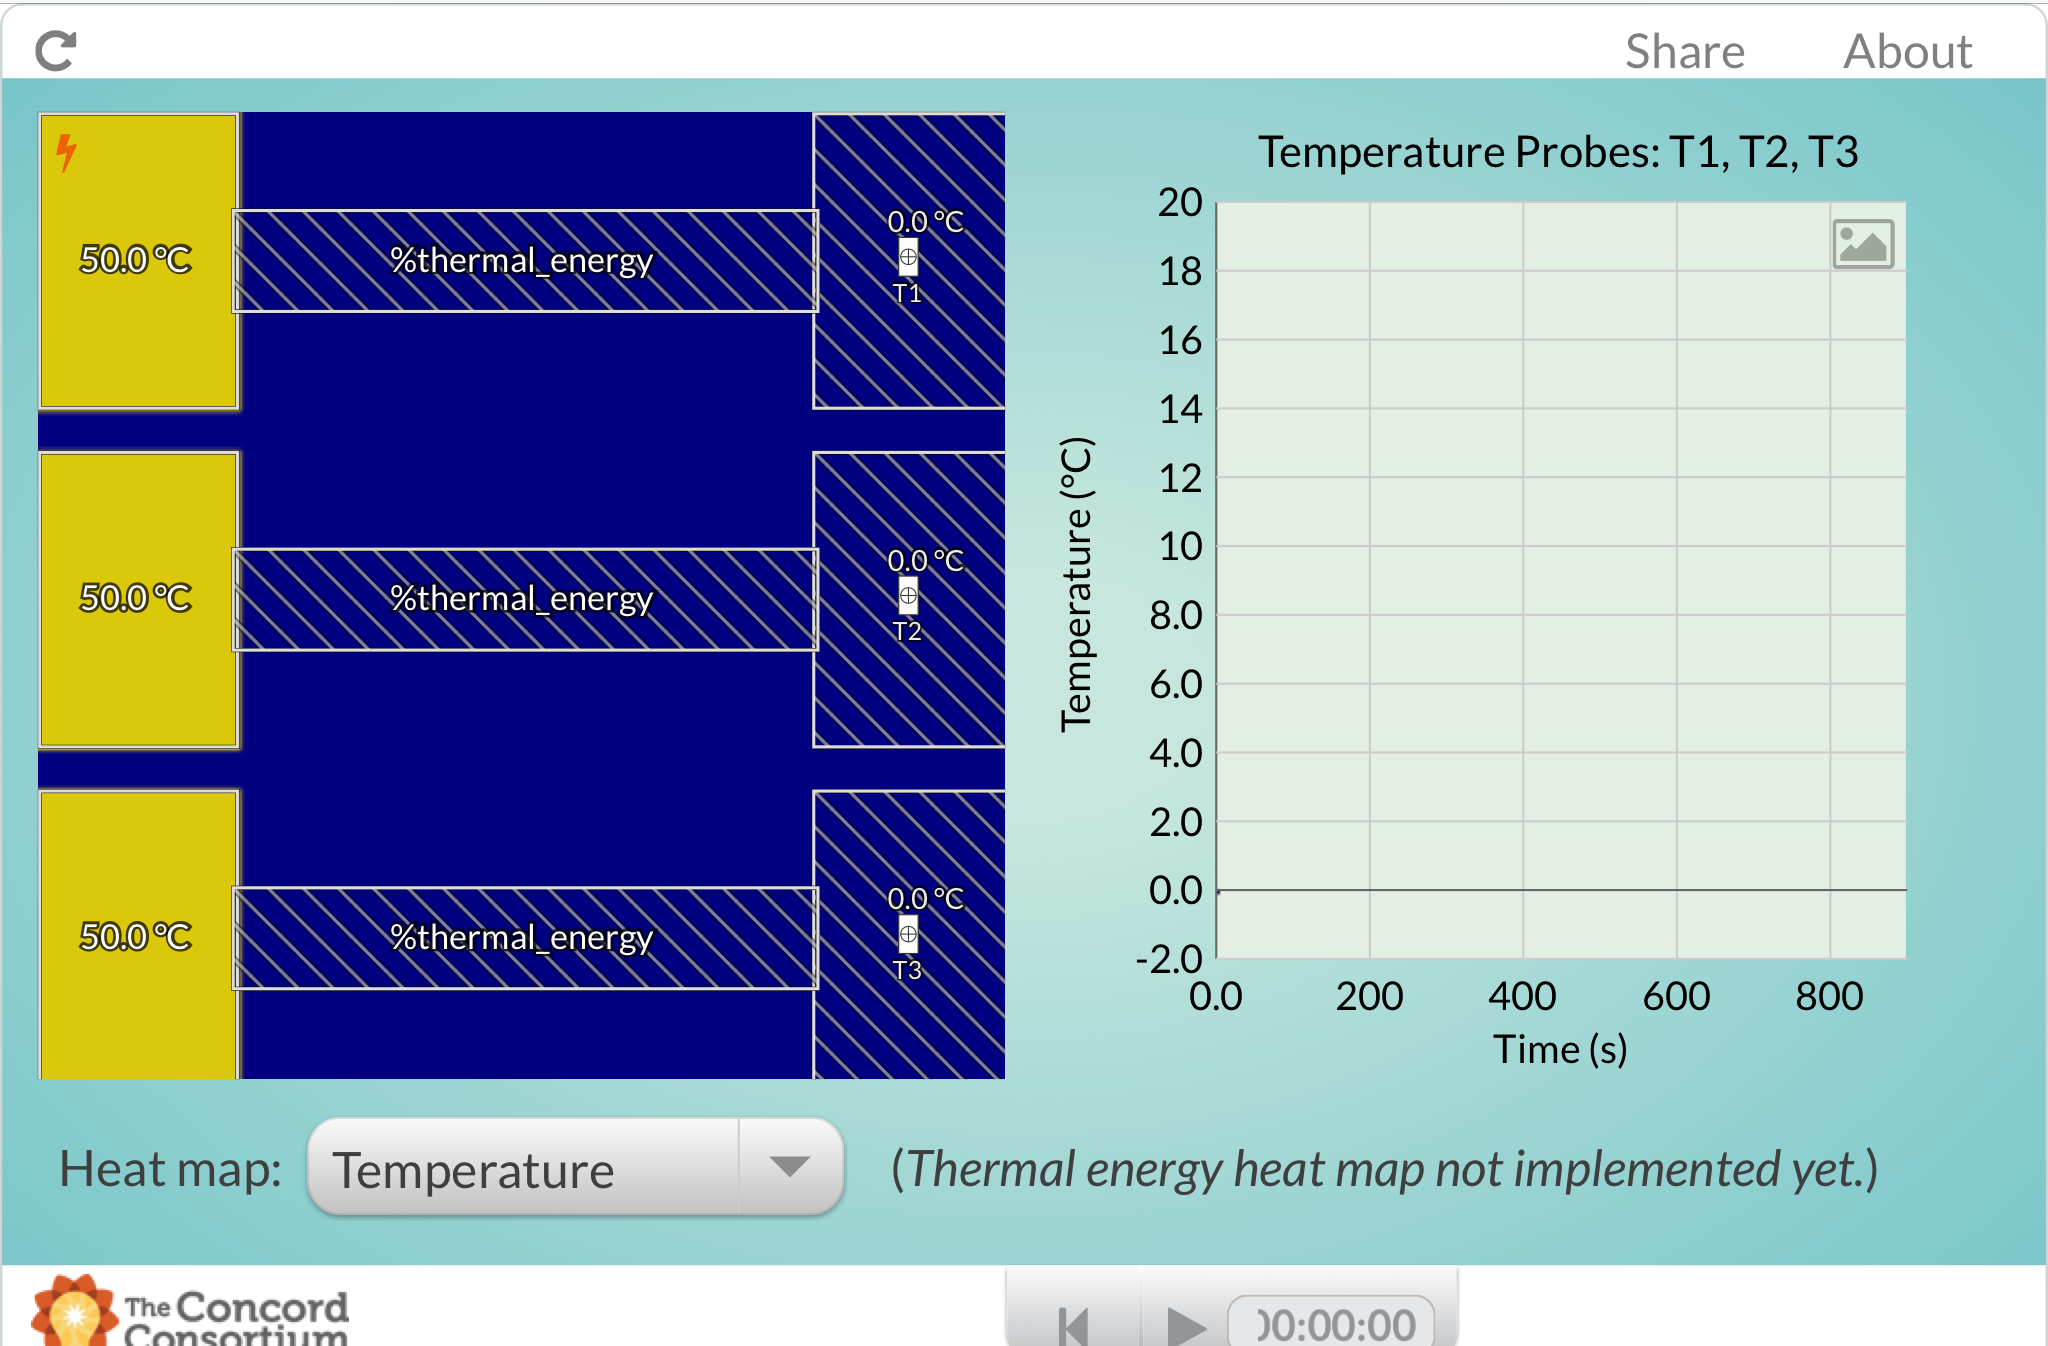 Share About
50.0 °C
%thermal_energy
0.0 °C
T1
50.0 °C
%thermal_energy
0.0 °C
T2
50.0 °C
%thermal_energy
0.0 °C
T3
Temperature Probes: T1, T2, T3
Temperature (°C)
20
18
16
14
12
10
8.0
6.0
4.0
2.0
0.0
-2.0
0.0 200 400 600 800
Time (s)
Heat map: Temperature (Thermal energy heat map not implemented yet.)
The Concord
Consortium
00:00:00